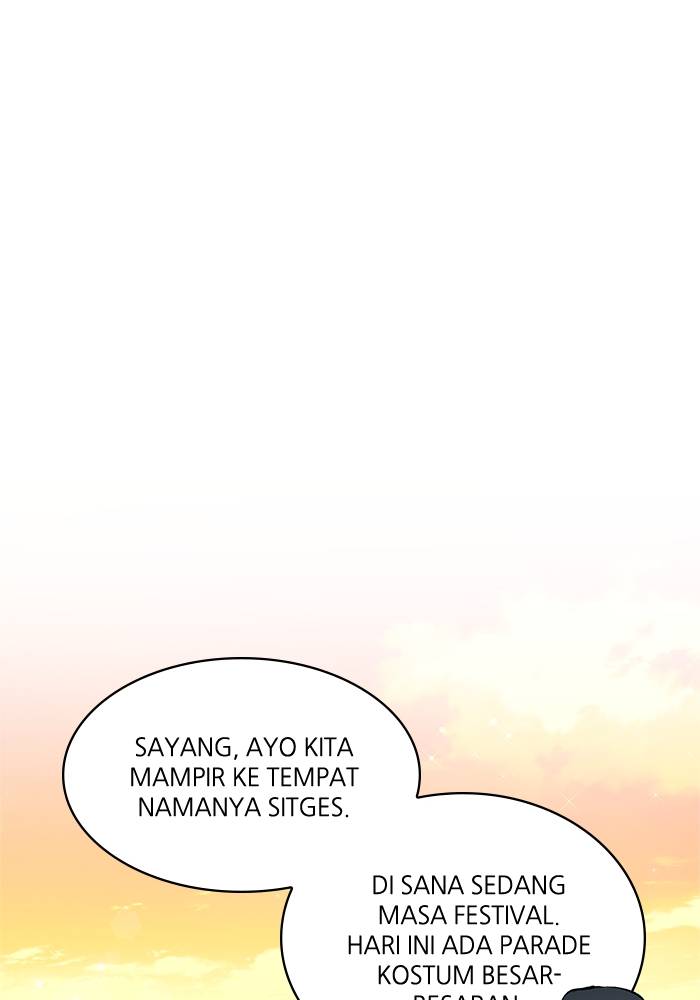 SAYANG, AYO KITA
MAMPIR KE TEMPAT
NAMANYA SITGES.
DI SANA SEDANG
MASA FESTIVAL.
HARI INI ADA PARADE
KOSTUM BESAR-
BESARAN